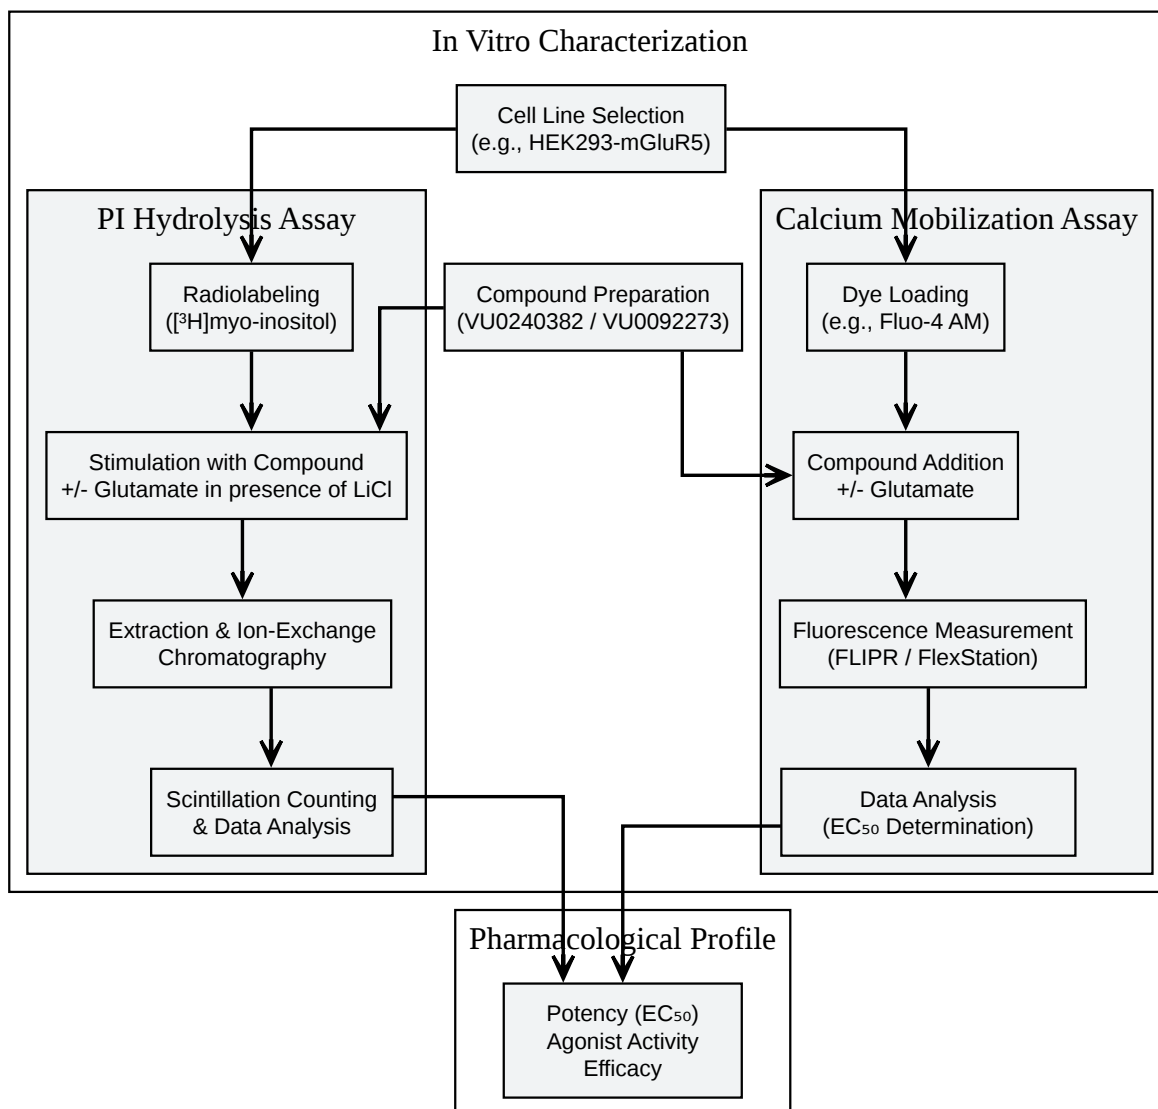 In Vitro Characterization
Cell Line Selection
(e.g., HEK293-mGluR5)
PI Hydrolysis Assay
Calcium Mobilization Assay
Radiolabeling
([³H]myo-inositol)
Compound Preparation
(VU0240382 / VU0092273)
Dye Loading
(e.g., Fluo-4 AM)
Stimulation with Compound
+/- Glutamate in presence of LiCl
Compound Addition
+/- Glutamate
Extraction & Ion-Exchange
Chromatography
Fluorescence Measurement
(FLIPR / FlexStation)
Scintillation Counting
& Data Analysis
Data Analysis
(EC₅₀ Determination)
Pharmacological Profile
Potency (EC₅₀)
Agonist Activity
Efficacy